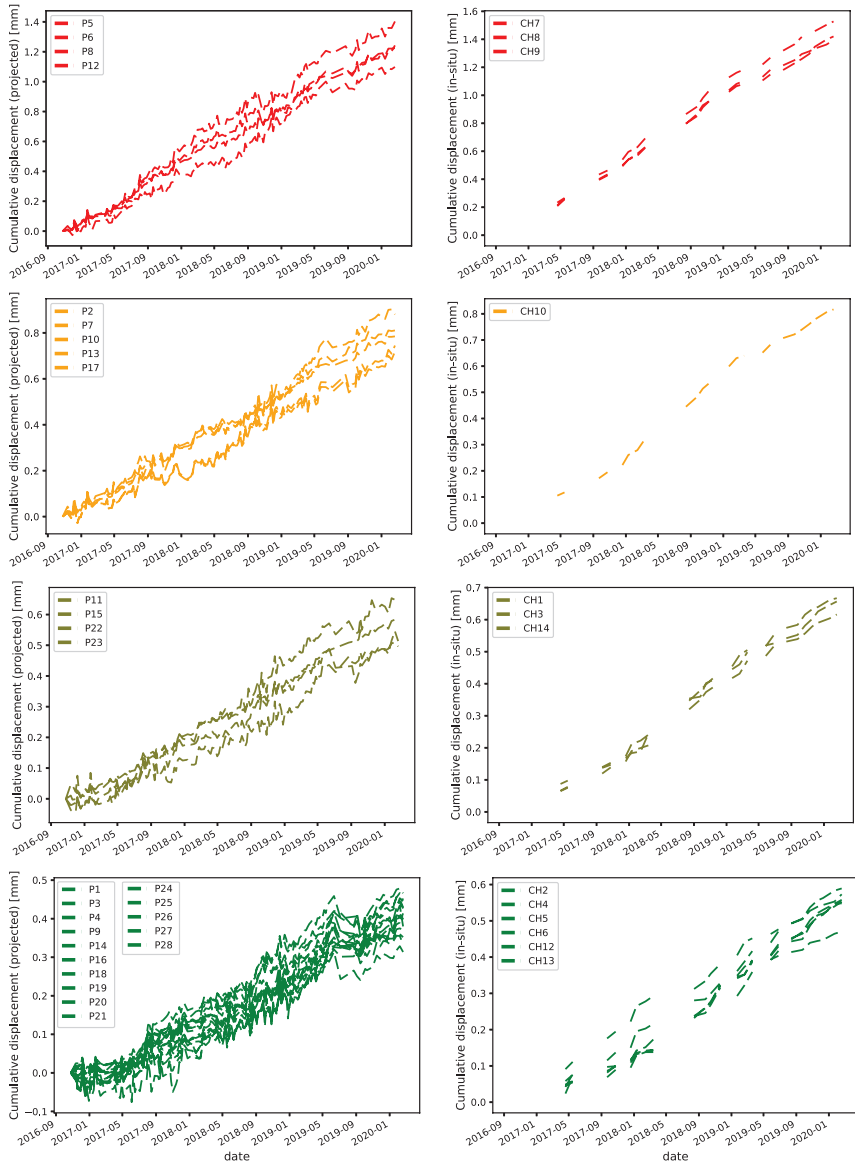 Cumulative displacement (projected) [mm]
1.4
1.2
1.0
0.8
0.6
0.4
0.2
0.0
P5
P6
P8
P12
2016-09
2017-01
2017-05
2017-09
2018-01
2018-05
2018-09
2019-01
2019-05
2019-09
2020-01
Cumulative displacement (in-situ) [mm]
1.6
1.4
1.2
1.0
0.8
0.6
0.4
0.2
0.0
CH7
CH8
CH9
2016-09
2017-01
2017-05
2017-09
2018-01
2018-05
2018-09
2019-01
2019-05
2019-09
2020-01
Cumulative displacement (projected) [mm]
0.8
0.6
0.4
0.2
0.0
P2
P7
P10
P13
P17
2016-09
2017-01
2017-05
2017-09
2018-01
2018-05
2018-09
2019-01
2019-05
2019-09
2020-01
Cumulative displacement (in-situ) [mm]
0.8
0.7
0.6
0.5
0.4
0.3
0.2
0.1
0.0
CH10
2016-09
2017-01
2017-05
2017-09
2018-01
2018-05
2018-09
2019-01
2019-05
2019-09
2020-01
Cumulative displacement (projected) [mm]
0.6
0.5
0.4
0.3
0.2
0.1
0.0
P11
P15
P22
P23
2016-09
2017-01
2017-05
2017-09
2018-01
2018-05
2018-09
2019-01
2019-05
2019-09
2020-01
Cumulative displacement (in-situ) [mm]
0.7
0.6
0.5
0.4
0.3
0.2
0.1
0.0
CH1
CH3
CH14
2016-09
2017-01
2017-05
2017-09
2018-01
2018-05
2018-09
2019-01
2019-05
2019-09
2020-01
Cumulative displacement (projected) [mm]
0.5
0.4
0.3
0.2
0.1
0.0
−0.1
P1
P3
P4
P9
P14
P16
P18
P19
P20
P21
P24
P25
P26
P27
P28
2016-09
2017-01
2017-05
2017-09
2018-01
2018-05
2018-09
2019-01
2019-05
2019-09
2020-01
date
Cumulative displacement (in-situ) [mm]
0.6
0.5
0.4
0.3
0.2
0.1
0.0
CH2
CH4
CH5
CH6
CH12
CH13
2016-09
2017-01
2017-05
2017-09
2018-01
2018-05
2018-09
2019-01
2019-05
2019-09
2020-01
date